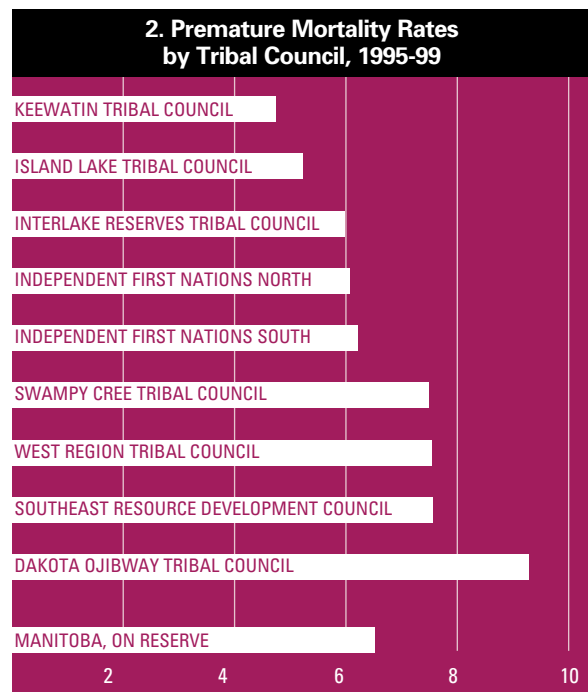 2. Premature Mortality Rates
by Tribal Council, 1995-99
KEEWATIN TRIBAL COUNCIL
ISLAND LAKE TRIBAL COUNCIL
INTERLAKE RESERVES TRIBAL COUNCIL
INDEPENDENT FIRST NATIONS NORTH
INDEPENDENT FIRST NATIONS SOUTH
SWAMPY CREE TRIBAL COUNCIL
WEST REGION TRIBAL COUNCIL
SOUTHEAST RESOURCE DEVELOPMENT COUNCIL
DAKOTA OJIBWAY TRIBAL COUNCIL
MANITOBA, ON RESERVE
2 4 6 8 10